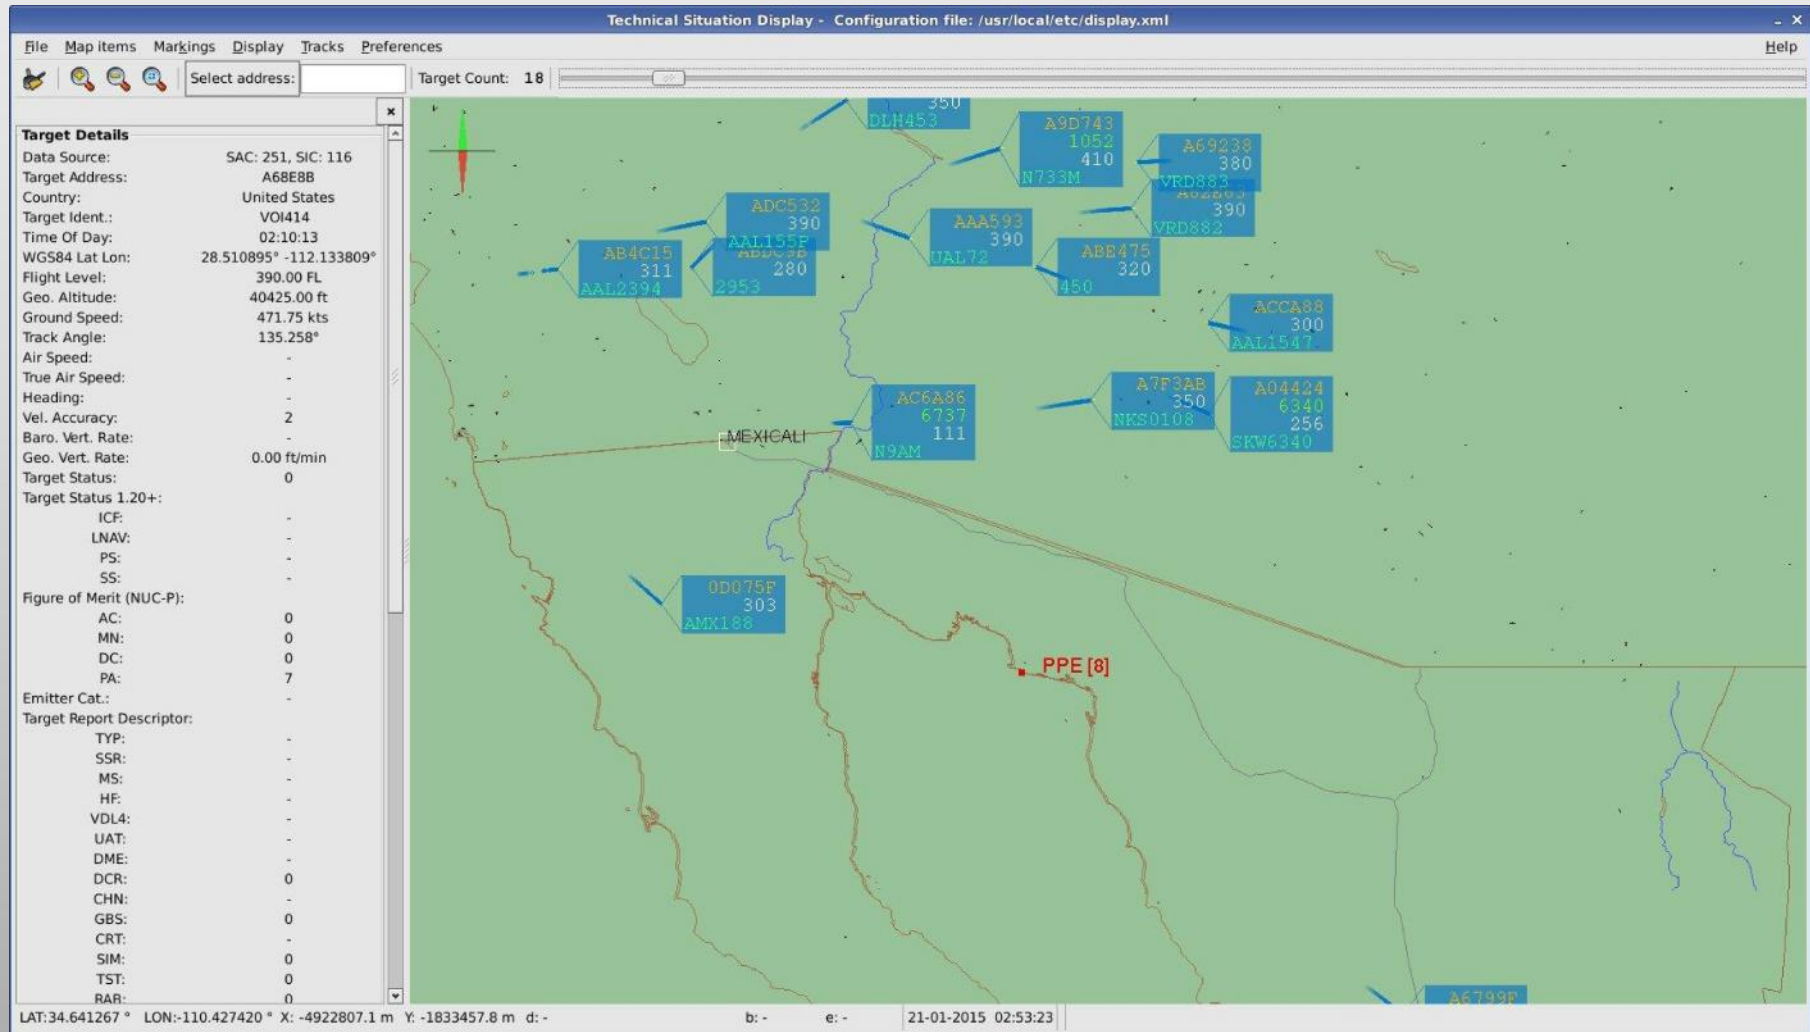 Technical Situation Display - Configuration file: /usr/local/etc/display.xml
File Map items Markings Display Tracks Preferences Help
Select address: Target Count: 18
Target Details
Data Source: SAC: 251, SIC: 116
Target Address: A68E8B
Country: United States
Target Ident.: VOI414
Time Of Day: 02:10:13
WGS84 Lat Lon: 28.510895° -112.133809°
Flight Level: 390.00 FL
Geo. Altitude: 40425.00 ft
Ground Speed: 471.75 kts
Track Angle: 135.258°
Air Speed: -
True Air Speed: -
Heading: -
Vel. Accuracy: 2
Baro. Vert. Rate: -
Geo. Vert. Rate: 0.00 ft/min
Target Status: 0
Target Status 1.20+:
ICF: -
LNAV: -
PS: -
SS: -
Figure of Merit (NUC-P):
AC: 0
MN: 0
DC: 0
PA: 7
Emitter Cat.: -
Target Report Descriptor:
TYP: -
SSR: -
MS: -
HF: -
VDL4: -
UAT: -
DME: -
DCR: 0
CHN: -
GBS: 0
CRT: -
SIM: 0
TST: 0
RAB: 0
350
DLH453
A9D743
1052
410
N733M
A69238
380
VRD883
390
VRD882
ADC532
390
AAL155P
280
2953
AB4C15
311
AAL2394
AAA593
390
UAL72
ABE475
320
450
ACCA88
300
AAL1547
AC6A86
6737
111
N9AM
A7F3AB
350
NKS0108
A04424
6340
256
SKW6340
MEXICALI
0D075F
303
AMX188
PPE [8]
A6799F
LAT:34.641267 ° LON:-110.427420 ° X: -4922807.1 m Y: -1833457.8 m d: - b: - e: - 21-01-2015 02:53:23